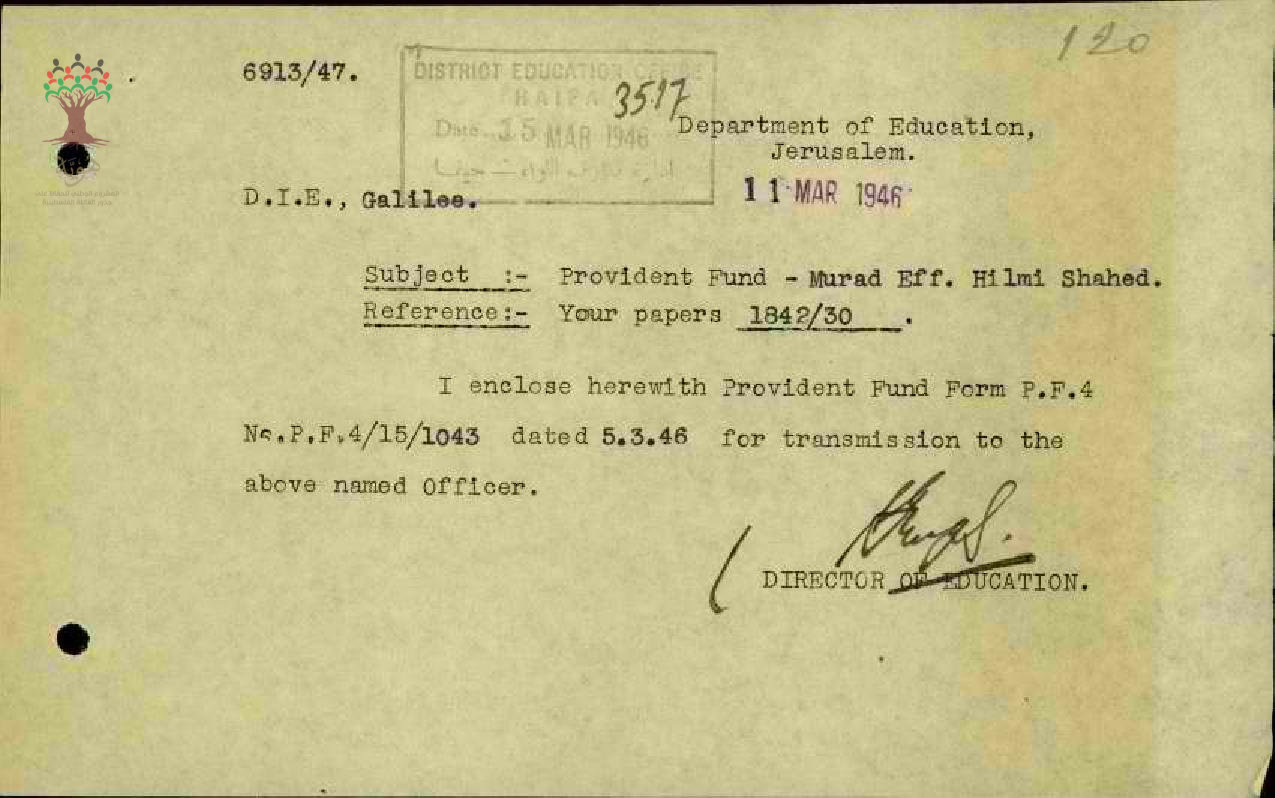 120
6913/47.
DISTRICT EDUCATION OFFICE
HAIFA
3517
Date 15 MAR 1946
Department of Education,
Jerusalem.
11 MAR 1946
D.I.E., Galilee.
Subject :- Provident Fund - Murad Eff. Hilmi Shahed.
Reference:- Your papers 1842/30 .
I enclose herewith Provident Fund Form P.F.4
No.P.F.4/15/1043 dated 5.3.46 for transmission to the
above named Officer.
DIRECTOR OF EDUCATION.